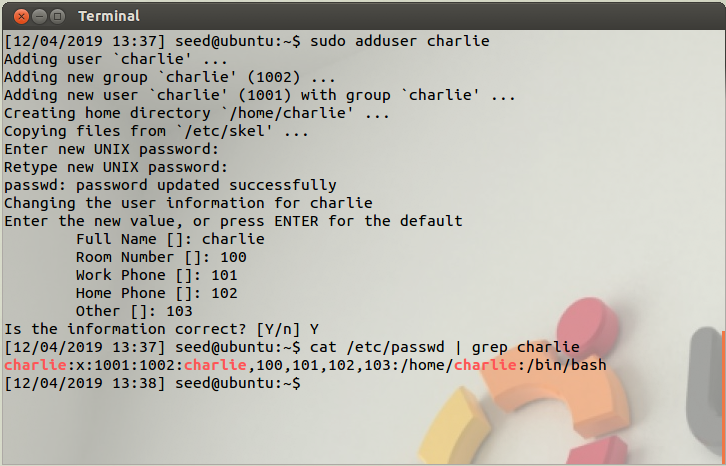 Terminal
[12/04/2019 13:37] seed@ubuntu:~$ sudo adduser charlie
Adding user `charlie' ...
Adding new group `charlie' (1002) ...
Adding new user `charlie' (1001) with group `charlie' ...
Creating home directory `/home/charlie' ...
Copying files from `/etc/skel' ...
Enter new UNIX password:
Retype new UNIX password:
passwd: password updated successfully
Changing the user information for charlie
Enter the new value, or press ENTER for the default
        Full Name []: charlie
        Room Number []: 100
        Work Phone []: 101
        Home Phone []: 102
        Other []: 103
Is the information correct? [Y/n] Y
[12/04/2019 13:37] seed@ubuntu:~$ cat /etc/passwd | grep charlie
charlie:x:1001:1002:charlie,100,101,102,103:/home/charlie:/bin/bash
[12/04/2019 13:38] seed@ubuntu:~$